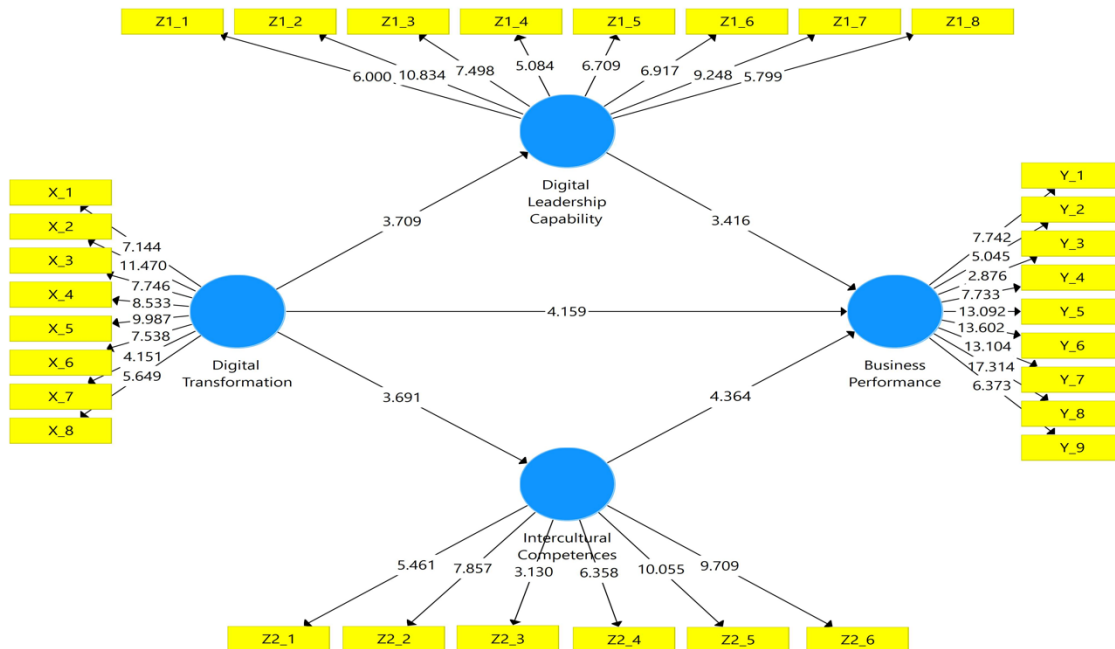 Z1_1 Z1_2 Z1_3 Z1_4 Z1_5 Z1_6 Z1_7 Z1_8
6.000 10.834 7.498 5.084 6.709 6.917 9.248 5.799
Digital
Leadership
Capability
X_1
X_2
X_3
X_4
X_5
X_6
X_7
X_8
7.144
11.470
7.746
8.533
9.987
7.538
4.151
5.649
Digital
Transformation
3.709
3.416
4.159
3.691
4.364
Y_1
Y_2
Y_3
Y_4
Y_5
Y_6
Y_7
Y_8
Y_9
7.742
5.045
2.876
7.733
13.092
13.602
13.104
17.314
6.373
Business
Performance
Intercultural
Competences
5.461 7.857 3.130 6.358 10.055 9.709
Z2_1 Z2_2 Z2_3 Z2_4 Z2_5 Z2_6